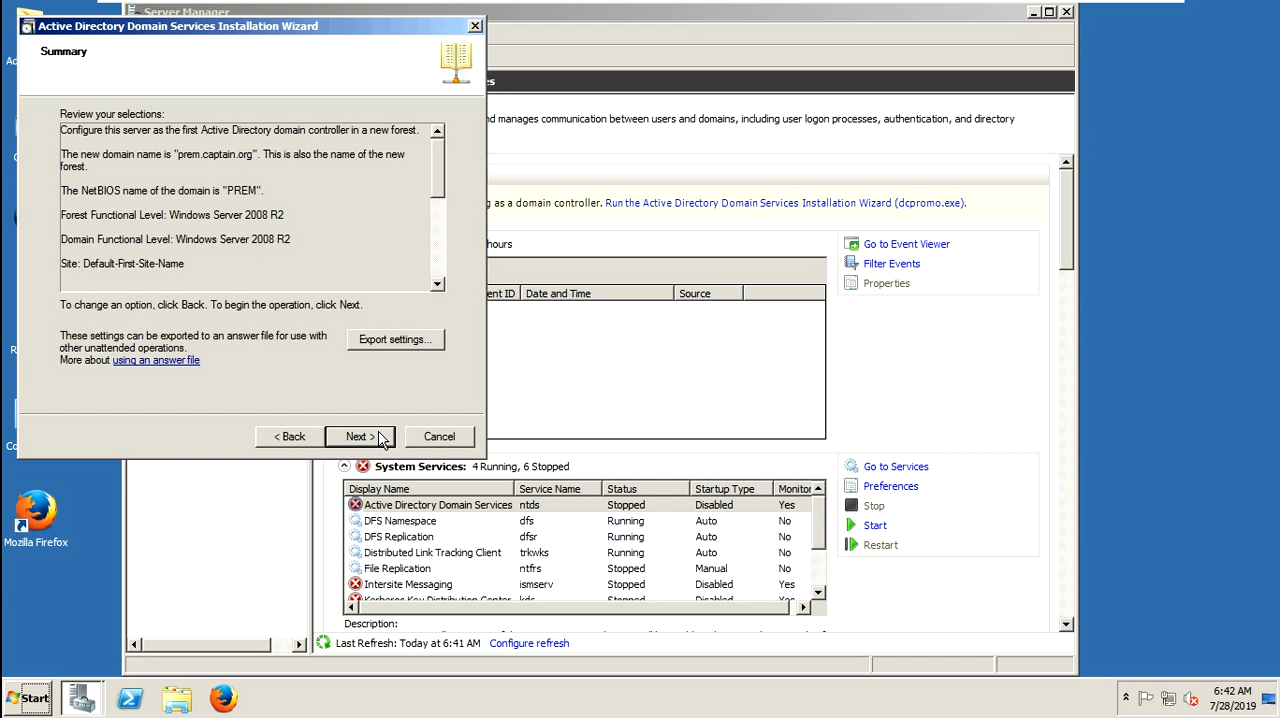 Server Manager
Active Directory Domain Services Installation Wizard
Summary
Review your selections:
Configure this server as the first Active Directory domain controller in a new forest.
The new domain name is "prem.captain.org". This is also the name of the new
forest.
The NetBIOS name of the domain is "PREM".
Forest Functional Level: Windows Server 2008 R2
Domain Functional Level: Windows Server 2008 R2
Site: Default-First-Site-Name
To change an option, click Back. To begin the operation, click Next.
These settings can be exported to an answer file for use with
other unattended operations.
More about using an answer file
Export settings...
< Back
Next >
Cancel
nd manages communication between users and domains, including user logon processes, authentication, and directory
g as a domain controller. Run the Active Directory Domain Services Installation Wizard (dcpromo.exe).
hours
ent ID Date and Time Source
Go to Event Viewer
Filter Events
Properties
System Services: 4 Running, 6 Stopped
Display Name Service Name Status Startup Type Monitor
Active Directory Domain Services ntds Stopped Disabled Yes
DFS Namespace dfs Running Auto No
DFS Replication dfsr Running Auto No
Distributed Link Tracking Client trkwks Running Auto No
File Replication ntfrs Stopped Manual No
Intersite Messaging ismserv Stopped Disabled Yes
Kerberos Key Distribution Center kdc Stopped Disabled Yes
Description:
Go to Services
Preferences
Stop
Start
Restart
Last Refresh: Today at 6:41 AM Configure refresh
Mozilla Firefox
Start
6:42 AM
7/28/2019